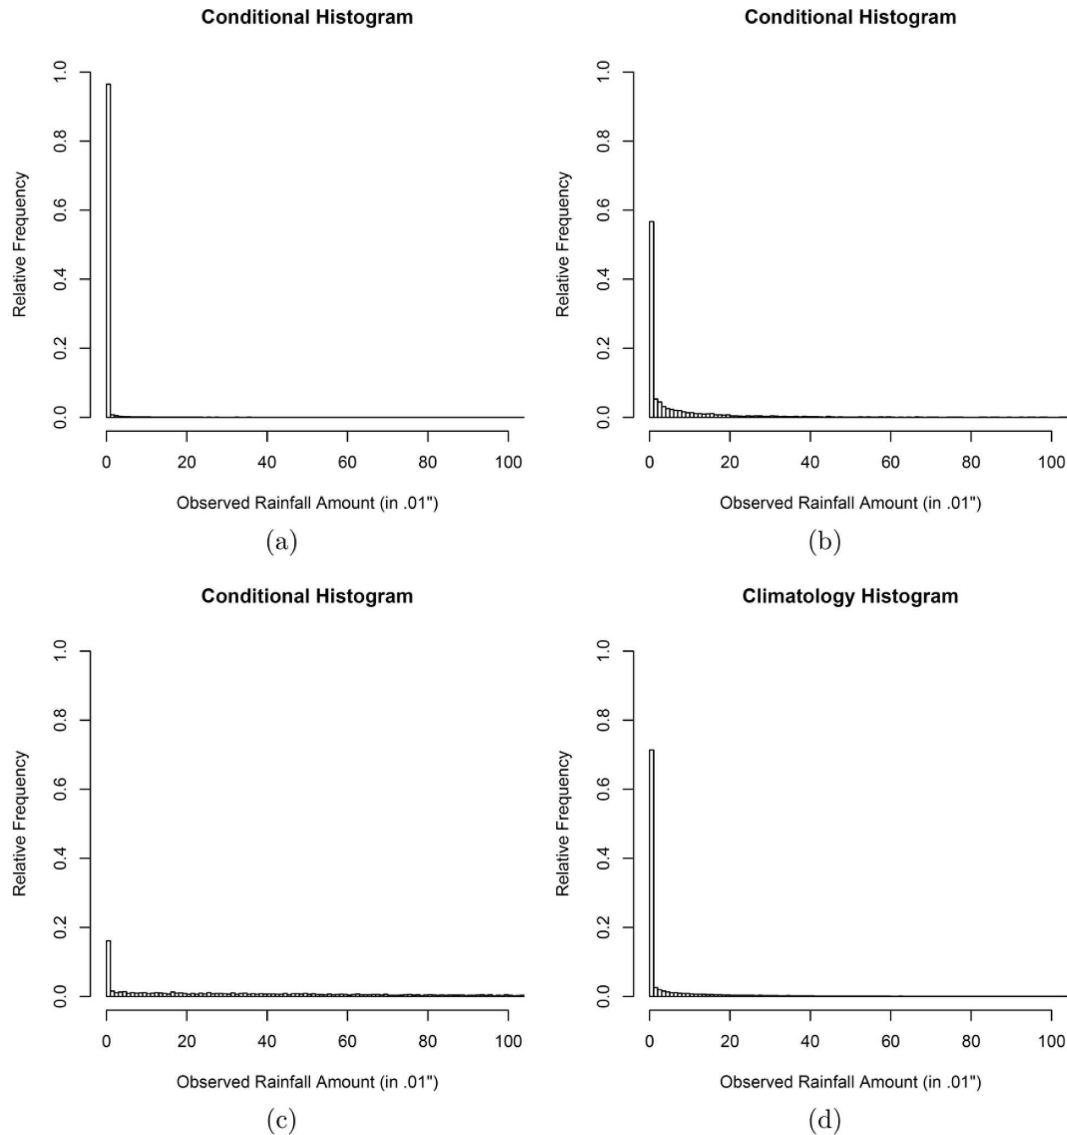 Conditional Histogram
Relative Frequency
0.0 0.2 0.4 0.6 0.8 1.0
0 20 40 60 80 100
Observed Rainfall Amount (in .01")
(a)
Conditional Histogram
Relative Frequency
0.0 0.2 0.4 0.6 0.8 1.0
0 20 40 60 80 100
Observed Rainfall Amount (in .01")
(b)
Conditional Histogram
Relative Frequency
0.0 0.2 0.4 0.6 0.8 1.0
0 20 40 60 80 100
Observed Rainfall Amount (in .01")
(c)
Climatology Histogram
Relative Frequency
0.0 0.2 0.4 0.6 0.8 1.0
0 20 40 60 80 100
Observed Rainfall Amount (in .01")
(d)